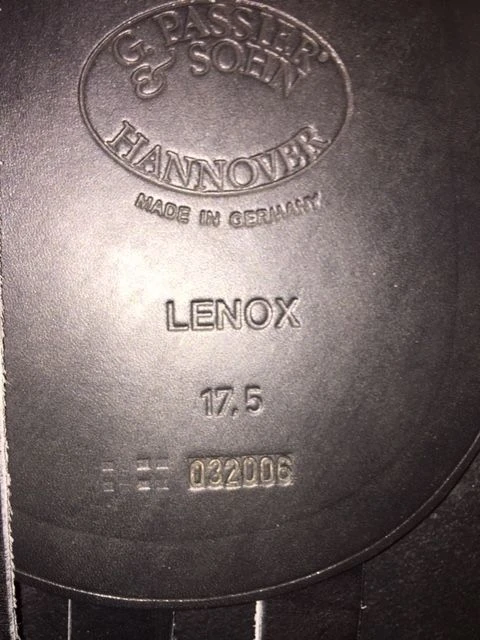 G. PASSIER
& SOHN
HANNOVER
MADE IN GERMANY
LENOX
17.5
032006